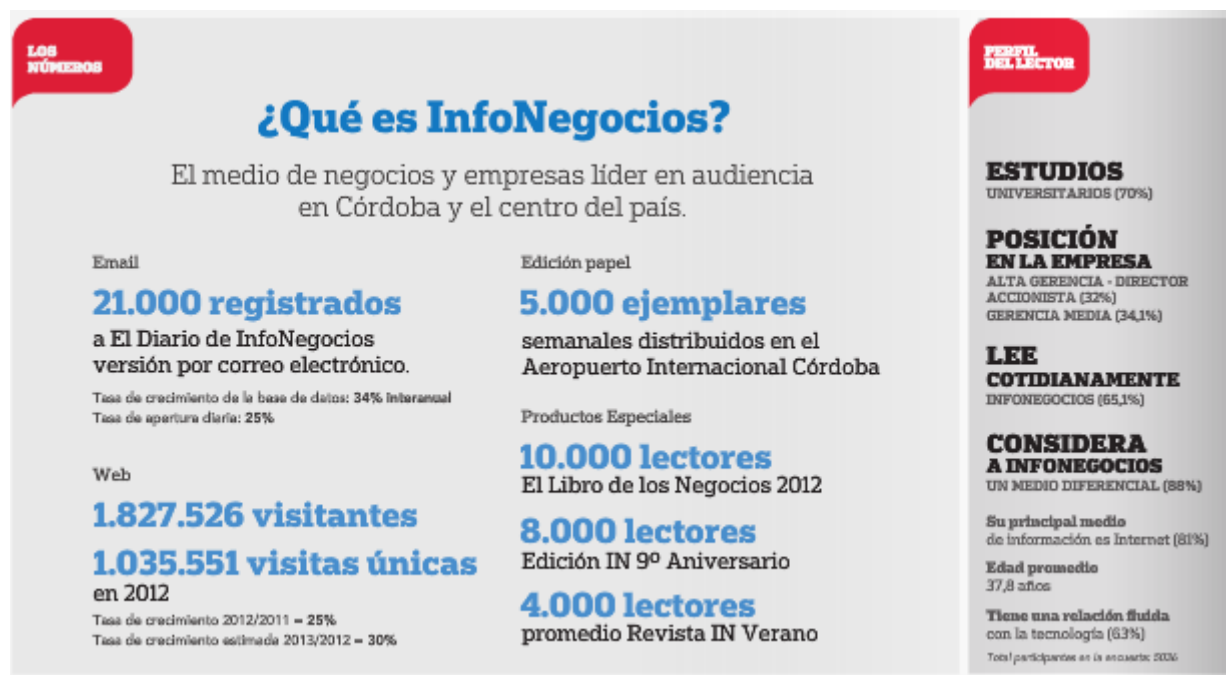 LOS
NÚMEROS
¿Qué es InfoNegocios?
El medio de negocios y empresas líder en audiencia
en Córdoba y el centro del país.
Email
21.000 registrados
a El Diario de InfoNegocios
versión por correo electrónico.
Tasa de crecimiento de la base de datos: 34% interanual
Tasa de apertura diaria: 25%
Web
1.827.526 visitantes
1.035.551 visitas únicas
en 2012
Tasa de crecimiento 2012/2011 = 25%
Tasa de crecimiento estimada 2013/2012 = 30%
Edición papel
5.000 ejemplares
semanales distribuidos en el
Aeropuerto Internacional Córdoba
Productos Especiales
10.000 lectores
El Libro de los Negocios 2012
8.000 lectores
Edición IN 9º Aniversario
4.000 lectores
promedio Revista IN Verano
PERFIL
DEL LECTOR
ESTUDIOS
UNIVERSITARIOS (70%)
POSICIÓN
EN LA EMPRESA
ALTA GERENCIA - DIRECTOR
ACCIONISTA (32%)
GERENCIA MEDIA (34,1%)
LEE
COTIDIANAMENTE
INFONEGOCIOS (65,1%)
CONSIDERA
A INFONEGOCIOS
UN MEDIO DIFERENCIAL (88%)
Su principal medio
de información es Internet (81%)
Edad promedio
37,8 años
Tiene una relación fluida
con la tecnología (63%)
Total participantes en la encuesta: